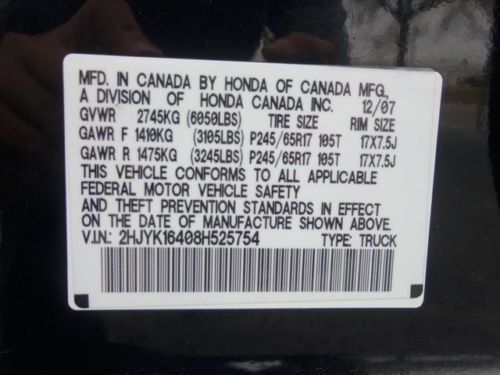 MFD. IN CANADA BY HONDA OF CANADA MFG.,
A DIVISION OF HONDA CANADA INC. 12/07
GVWR 2745KG (6050LBS) TIRE SIZE RIM SIZE
GAWR F 1410KG (3105LBS) P245/65R17 105T 17X7.5J
GAWR R 1475KG (3245LBS) P245/65R17 105T 17X7.5J
THIS VEHICLE CONFORMS TO ALL APPLICABLE
FEDERAL MOTOR VEHICLE SAFETY
AND THEFT PREVENTION STANDARDS IN EFFECT
ON THE DATE OF MANUFACTURE SHOWN ABOVE.
V.I.N.: 2HJYK16408H525754 TYPE: TRUCK